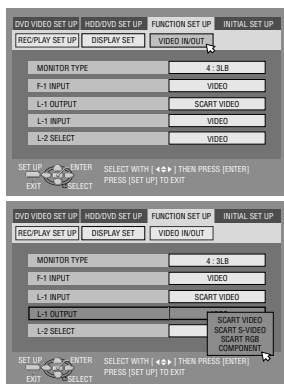 DVD VIDEO SET UP HDD/DVD SET UP FUNCTION SET UP INITIAL SET UP
REC/PLAY SET UP DISPLAY SET VIDEO IN/OUT
MONITOR TYPE 4 : 3LB
F-1 INPUT VIDEO
L-1 OUTPUT SCART VIDEO
L-1 INPUT VIDEO
L-2 SELECT VIDEO
SET UP ENTER SELECT WITH [ ] THEN PRESS [ENTER]
EXIT SELECT PRESS [SET UP] TO EXIT
DVD VIDEO SET UP HDD/DVD SET UP FUNCTION SET UP INITIAL SET UP
REC/PLAY SET UP DISPLAY SET VIDEO IN/OUT
MONITOR TYPE 4 : 3LB
F-1 INPUT VIDEO
L-1 INPUT SCART VIDEO
L-1 OUTPUT
SCART VIDEO
L-2 SELECT SCART S-VIDEO
SCART RGB
COMPONENT
SET UP ENTER SELECT WITH [ ] THEN PRESS [ENTER]
EXIT SELECT PRESS [SET UP] TO EXIT